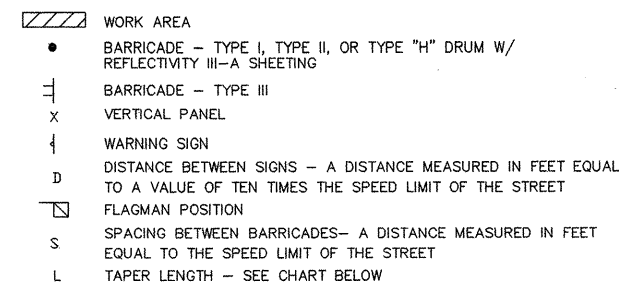 WORK AREA
BARRICADE – TYPE I, TYPE II, OR TYPE "H" DRUM W/
REFLECTIVITY III–A SHEETING
BARRICADE – TYPE III
X VERTICAL PANEL
WARNING SIGN
DISTANCE BETWEEN SIGNS – A DISTANCE MEASURED IN FEET EQUAL
D
TO A VALUE OF TEN TIMES THE SPEED LIMIT OF THE STREET
FLAGMAN POSITION
SPACING BETWEEN BARRICADES– A DISTANCE MEASURED IN FEET
S
EQUAL TO THE SPEED LIMIT OF THE STREET
L TAPER LENGTH – SEE CHART BELOW